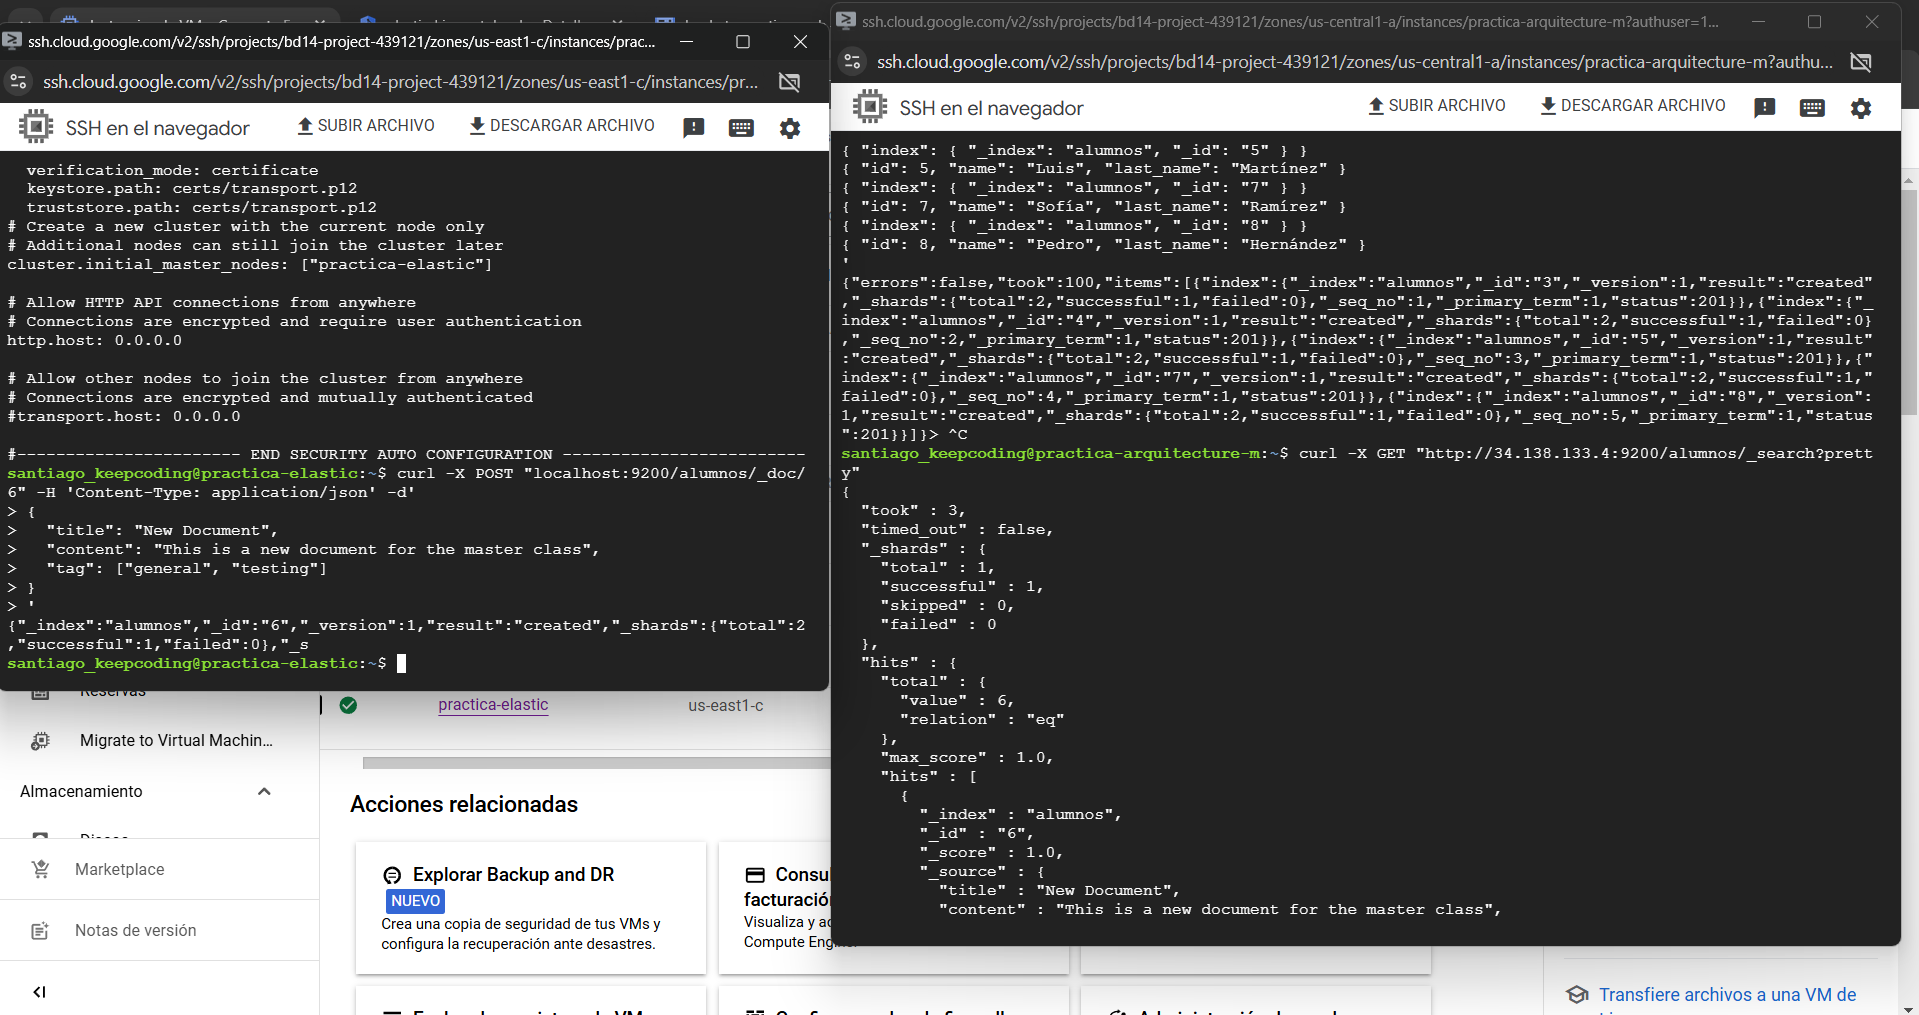 ssh.cloud.google.com/v2/ssh/projects/bd14-project-439121/zones/us-east1-c/instances/prac...
ssh.cloud.google.com/v2/ssh/projects/bd14-project-439121/zones/us-east1-c/instances/pr...
SSH en el navegador
SUBIR ARCHIVO
DESCARGAR ARCHIVO
  verification_mode: certificate
  keystore.path: certs/transport.p12
  truststore.path: certs/transport.p12
# Create a new cluster with the current node only
# Additional nodes can still join the cluster later
cluster.initial_master_nodes: ["practica-elastic"]
# Allow HTTP API connections from anywhere
# Connections are encrypted and require user authentication
http.host: 0.0.0.0
# Allow other nodes to join the cluster from anywhere
# Connections are encrypted and mutually authenticated
#transport.host: 0.0.0.0
#----------------------- END SECURITY AUTO CONFIGURATION -------------------------
santiago_keepcoding@practica-elastic:~$ curl -X POST "localhost:9200/alumnos/_doc/
6" -H 'Content-Type: application/json' -d'
> {
>   "title": "New Document",
>   "content": "This is a new document for the master class",
>   "tag": ["general", "testing"]
> }
> '
{"_index":"alumnos","_id":"6","_version":1,"result":"created","_shards":{"total":2
,"successful":1,"failed":0},"_s
santiago_keepcoding@practica-elastic:~$
ssh.cloud.google.com/v2/ssh/projects/bd14-project-439121/zones/us-central1-a/instances/practica-arquitecture-m?authuser=1...
ssh.cloud.google.com/v2/ssh/projects/bd14-project-439121/zones/us-central1-a/instances/practica-arquitecture-m?authu...
SSH en el navegador
SUBIR ARCHIVO
DESCARGAR ARCHIVO
{ "index": { "_index": "alumnos", "_id": "5" } }
{ "id": 5, "name": "Luis", "last_name": "Martínez" }
{ "index": { "_index": "alumnos", "_id": "7" } }
{ "id": 7, "name": "Sofía", "last_name": "Ramírez" }
{ "index": { "_index": "alumnos", "_id": "8" } }
{ "id": 8, "name": "Pedro", "last_name": "Hernández" }
'
{"errors":false,"took":100,"items":[{"index":{"_index":"alumnos","_id":"3","_version":1,"result":"created"
,"_shards":{"total":2,"successful":1,"failed":0},"_seq_no":1,"_primary_term":1,"status":201}},{"index":{"_
index":"alumnos","_id":"4","_version":1,"result":"created","_shards":{"total":2,"successful":1,"failed":0}
,"_seq_no":2,"_primary_term":1,"status":201}},{"index":{"_index":"alumnos","_id":"5","_version":1,"result"
:"created","_shards":{"total":2,"successful":1,"failed":0},"_seq_no":3,"_primary_term":1,"status":201}},{"
index":{"_index":"alumnos","_id":"7","_version":1,"result":"created","_shards":{"total":2,"successful":1,"
failed":0},"_seq_no":4,"_primary_term":1,"status":201}},{"index":{"_index":"alumnos","_id":"8","_version":
1,"result":"created","_shards":{"total":2,"successful":1,"failed":0},"_seq_no":5,"_primary_term":1,"status
":201}}]}> ^C
santiago_keepcoding@practica-arquitecture-m:~$ curl -X GET "http://34.138.133.4:9200/alumnos/_search?prett
y"
{
  "took" : 3,
  "timed_out" : false,
  "_shards" : {
    "total" : 1,
    "successful" : 1,
    "skipped" : 0,
    "failed" : 0
  },
  "hits" : {
    "total" : {
      "value" : 6,
      "relation" : "eq"
    },
    "max_score" : 1.0,
    "hits" : [
      {
        "_index" : "alumnos",
        "_id" : "6",
        "_score" : 1.0,
        "_source" : {
          "title" : "New Document",
          "content" : "This is a new document for the master class",
Reservas
Migrate to Virtual Machin...
Almacenamiento
Discos
Marketplace
Notas de versión
practica-elastic
us-east1-c
Acciones relacionadas
Explorar Backup and DR
NUEVO
Crea una copia de seguridad de tus VMs y
configura la recuperación ante desastres.
facturación
Visualiza y
Compute Engine.
Transfiere archivos a una VM de